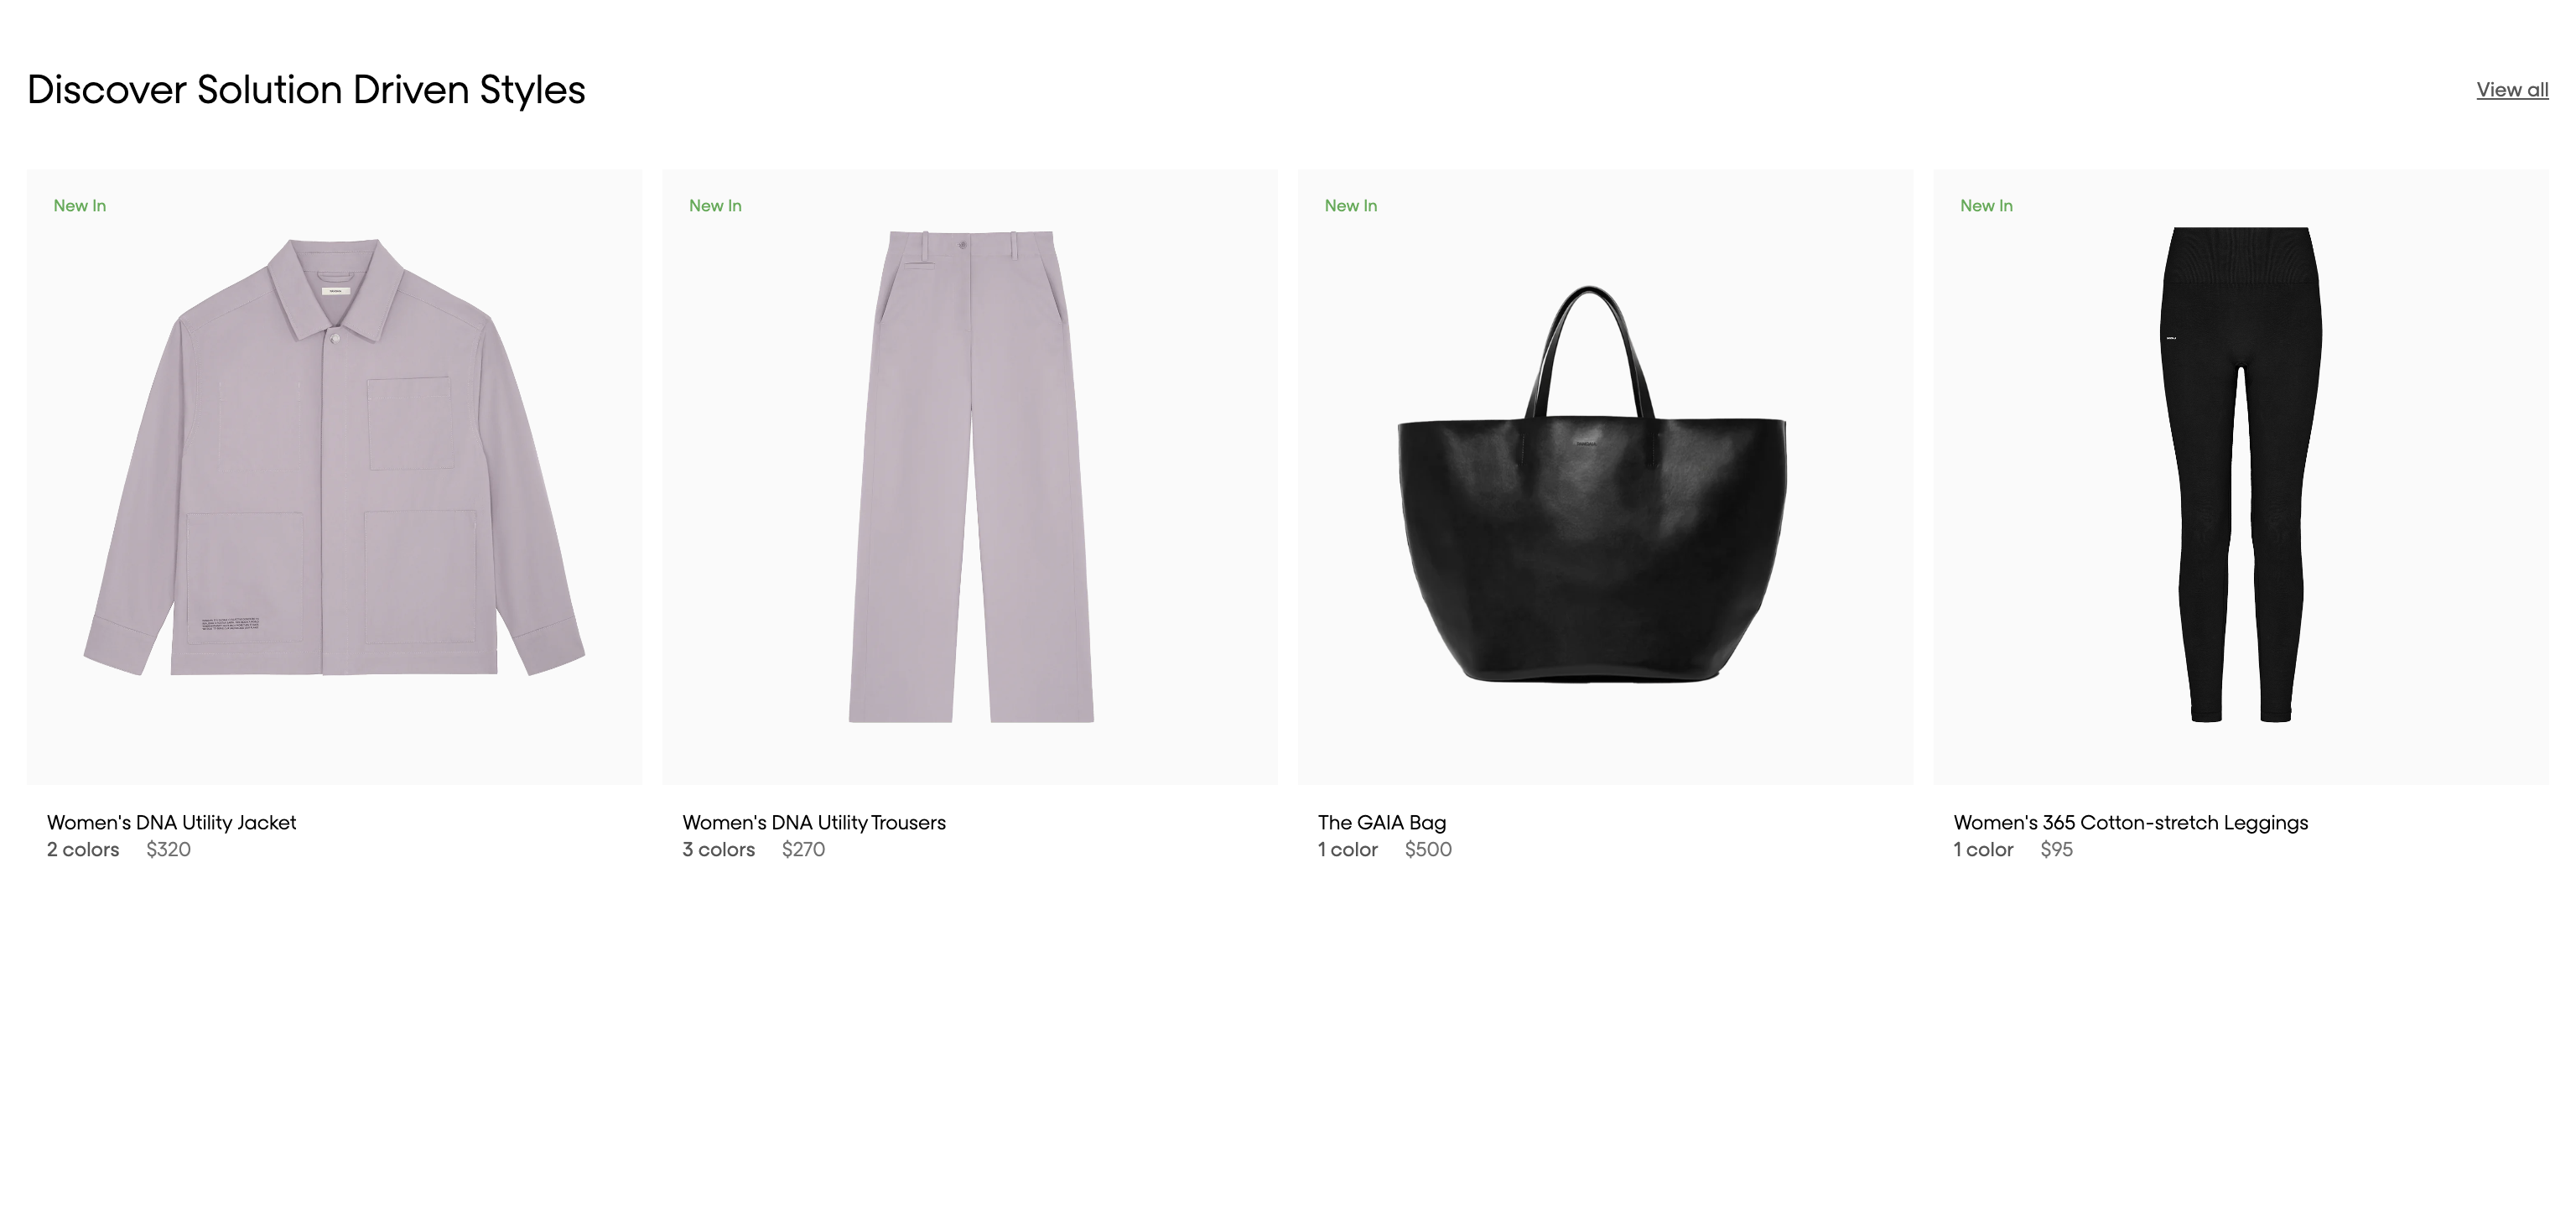 Discover Solution Driven Styles
View all
New In
New In
New In
New In
Women's DNA Utility Jacket
2 colors $320
Women's DNA Utility Trousers
3 colors $270
The GAIA Bag
1 color $500
Women's 365 Cotton-stretch Leggings
1 color $95